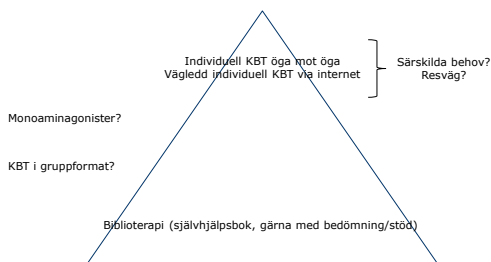 Individuell KBT öga mot öga
Vägledd individuell KBT via internet
Särskilda behov?
Resväg?
Monoaminagonister?
KBT i gruppformat?
Biblioterapi (självhjälpsbok, gärna med bedömning/stöd)